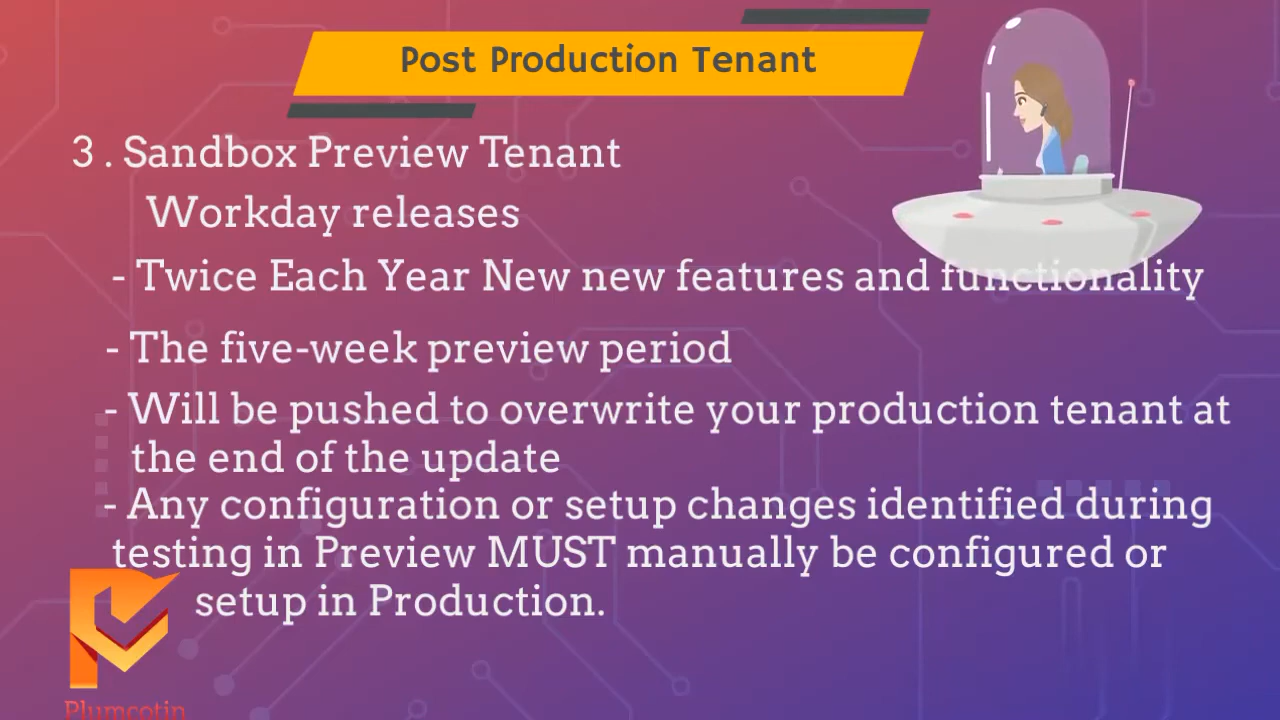 Post Production Tenant
3 . Sandbox Preview Tenant
Workday releases
- Twice Each Year New new features and functionality
- The five-week preview period
- Will be pushed to overwrite your production tenant at
the end of the update
- Any configuration or setup changes identified during
testing in Preview MUST manually be configured or
setup in Production.
Plumcotin